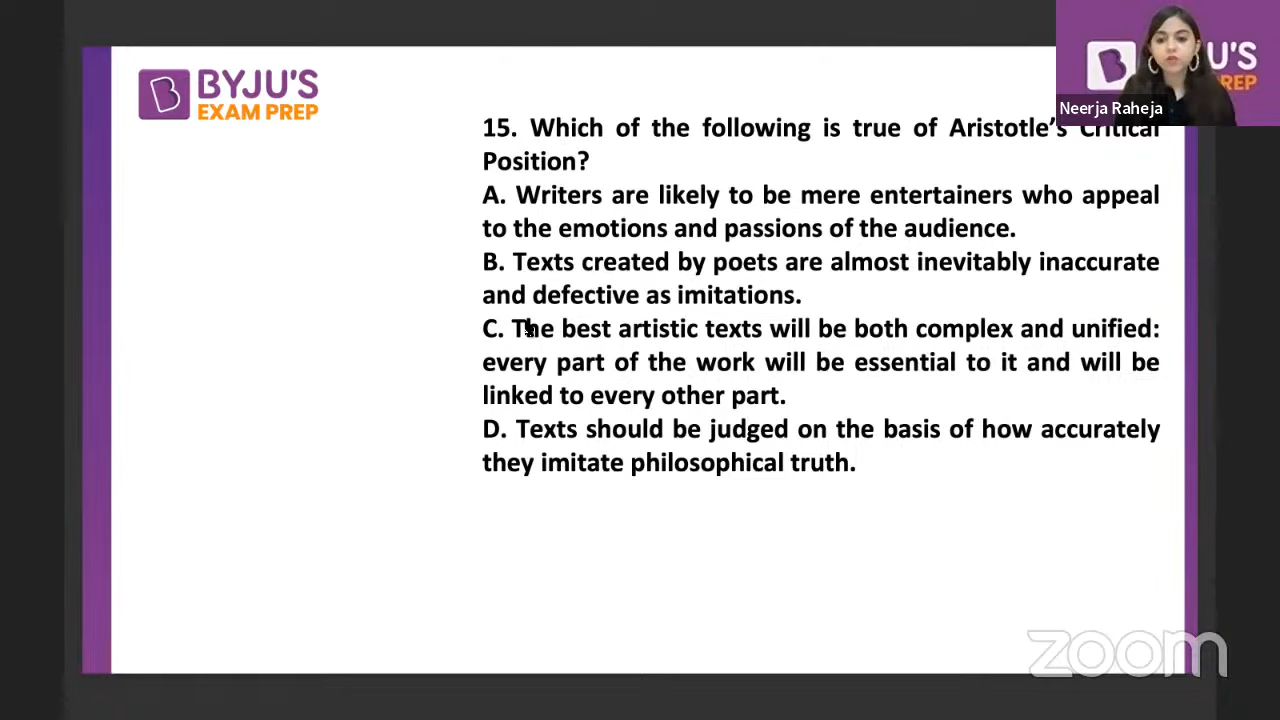 BYJU'S
EXAM PREP
U'S
REP
Neerja Raheja
15. Which of the following is true of Aristotle's Critical
Position?
A. Writers are likely to be mere entertainers who appeal
to the emotions and passions of the audience.
B. Texts created by poets are almost inevitably inaccurate
and defective as imitations.
C. The best artistic texts will be both complex and unified:
every part of the work will be essential to it and will be
linked to every other part.
D. Texts should be judged on the basis of how accurately
they imitate philosophical truth.
zoom